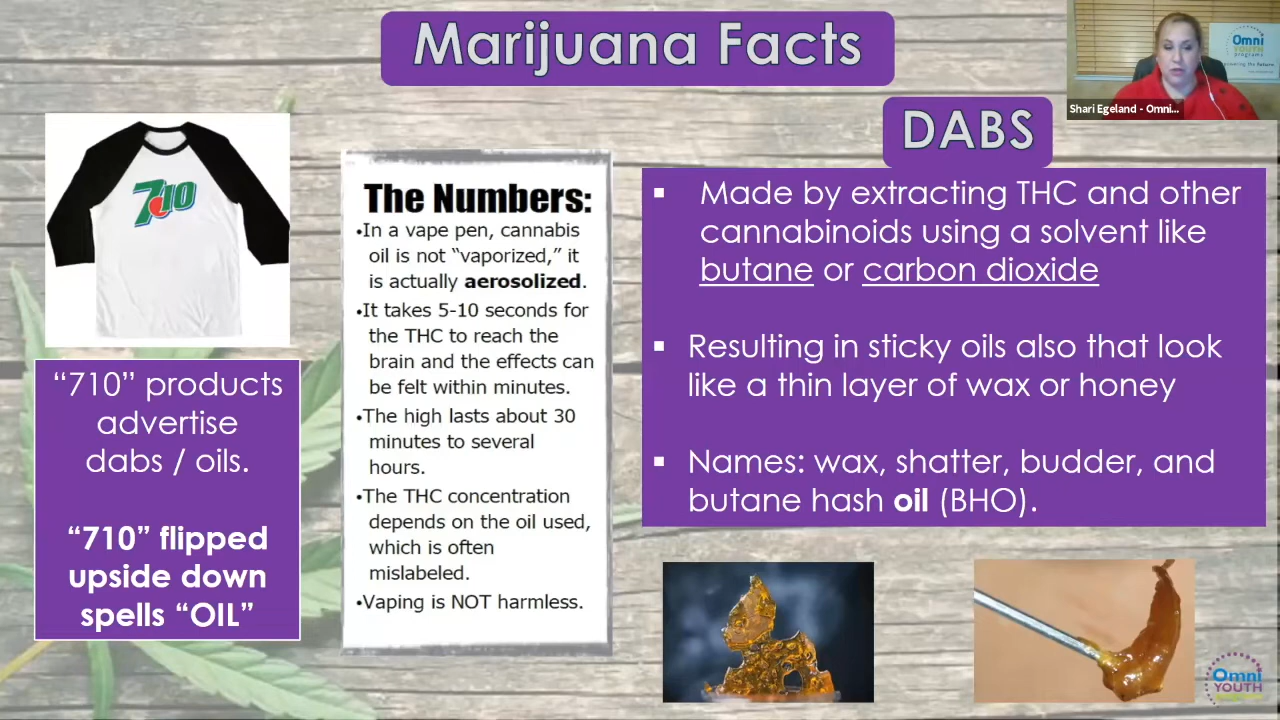 Marijuana Facts
Omni
YOUTH
programs
Shari Egeland - Omni...
DABS
710
"710" products
advertise
dabs / oils.
"710" flipped
upside down
spells "OIL"
The Numbers:
•In a vape pen, cannabis
oil is not "vaporized," it
is actually aerosolized.
•It takes 5-10 seconds for
the THC to reach the
brain and the effects can
be felt within minutes.
•The high lasts about 30
minutes to several
hours.
•The THC concentration
depends on the oil used,
which is often
mislabeled.
•Vaping is NOT harmless.
▪ Made by extracting THC and other
cannabinoids using a solvent like
butane or carbon dioxide
▪ Resulting in sticky oils also that look
like a thin layer of wax or honey
▪ Names: wax, shatter, budder, and
butane hash oil (BHO).
Omni
YOUTH